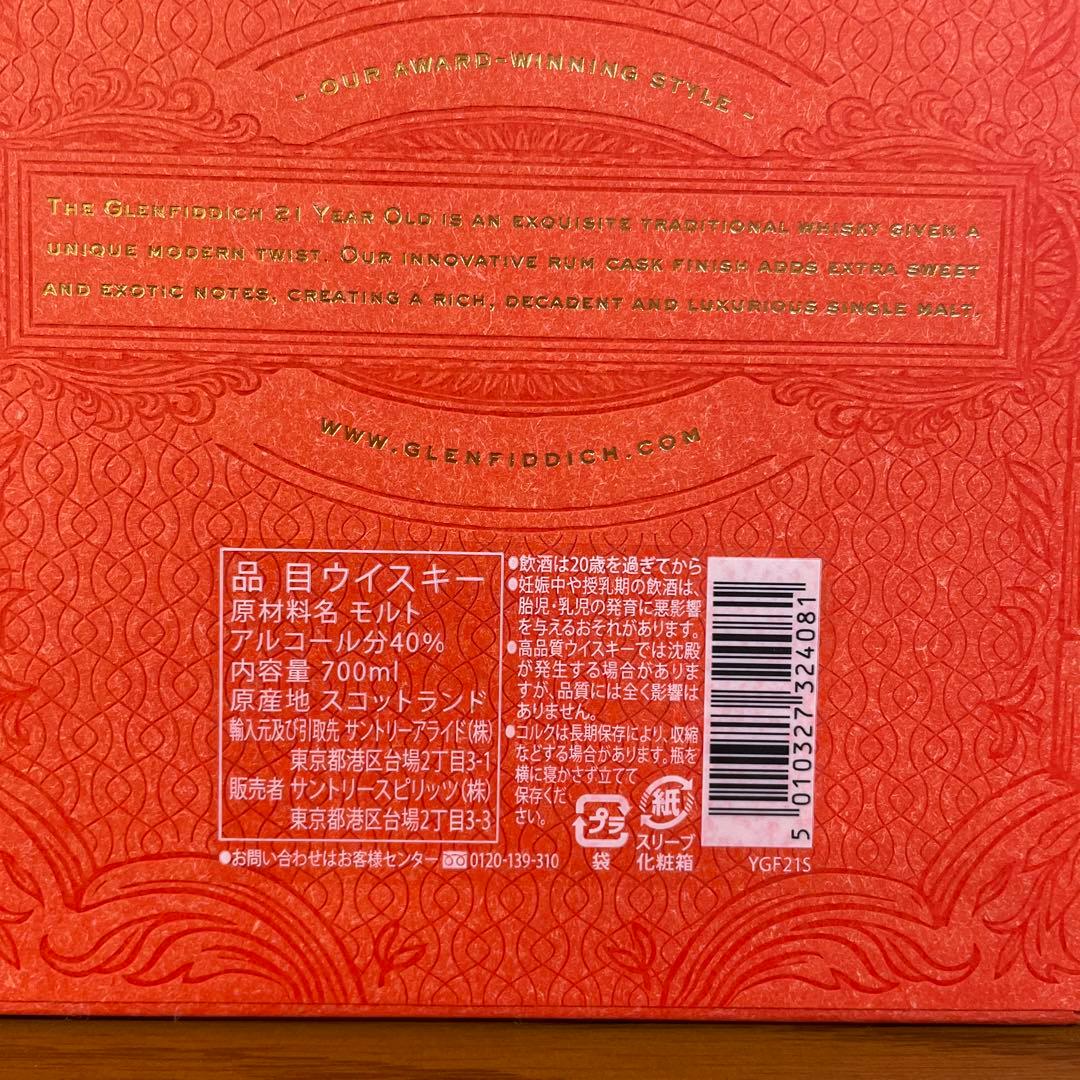 - OUR AWARD-WINNING STYLE -
THE GLENFIDDICH 21 YEAR OLD IS AN EXQUISITE TRADITIONAL WHISKY GIVEN A
UNIQUE MODERN TWIST. OUR INNOVATIVE RUM CASK FINISH ADDS EXTRA SWEET
AND EXOTIC NOTES, CREATING A RICH, DECADENT AND LUXURIOUS SINGLE MALT.
WWW.GLENFIDDICH.COM
品 目ウイスキー
原材料名 モルト
アルコール分40%
内容量 700ml
原産地 スコットランド
輸入元及び引取先 サントリーアライド(株)
東京都港区台場2丁目3-1
販売者 サントリースピリッツ(株)
東京都港区台場2丁目3-3
●お問い合わせはお客様センター 0120-139-310
●飲酒は20歳を過ぎてから
●妊娠中や授乳期の飲酒は、
胎児・乳児の発育に悪影響
を与えるおそれがあります。
●高品質ウイスキーでは沈殿
が発生する場合がありま
すが、品質には全く影響は
ありません。
●コルクは長期保存により、収縮
などする場合があります。瓶を
横に寝かさず立てて
保存くだ
さい。
プラ
袋
紙
スリーブ
化粧箱
5 010327 324081
YGF21S